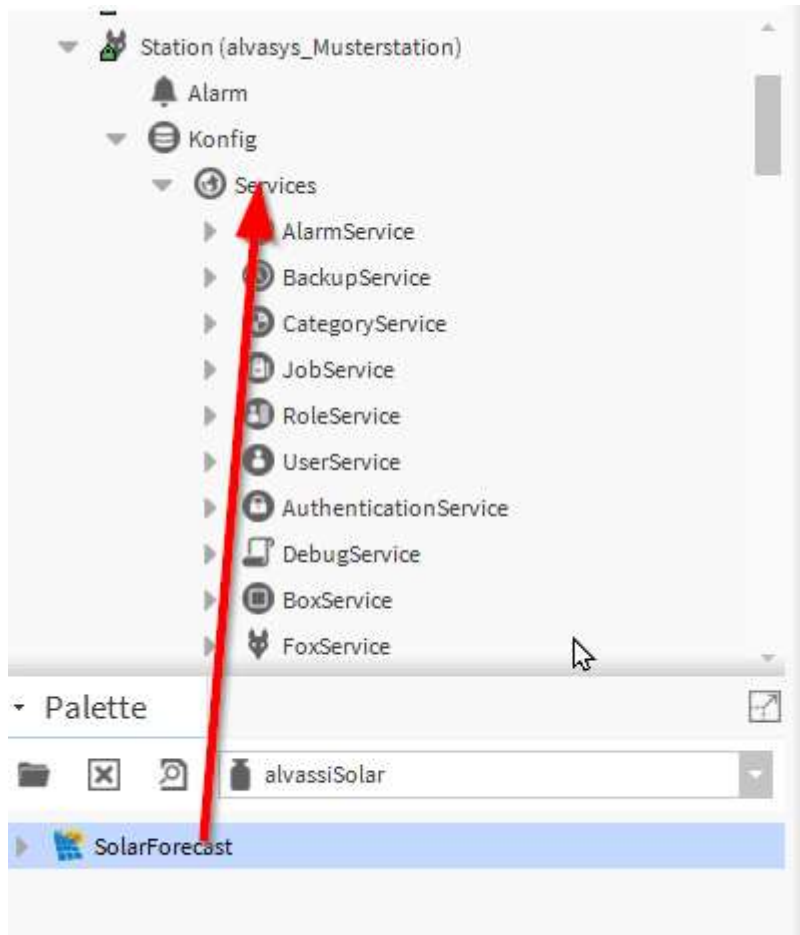 Station (alvasys_Musterstation)
Alarm
Konfig
Services
AlarmService
BackupService
CategoryService
JobService
RoleService
UserService
AuthenticationService
DebugService
BoxService
FoxService
Palette
alvassiSolar
SolarForecast